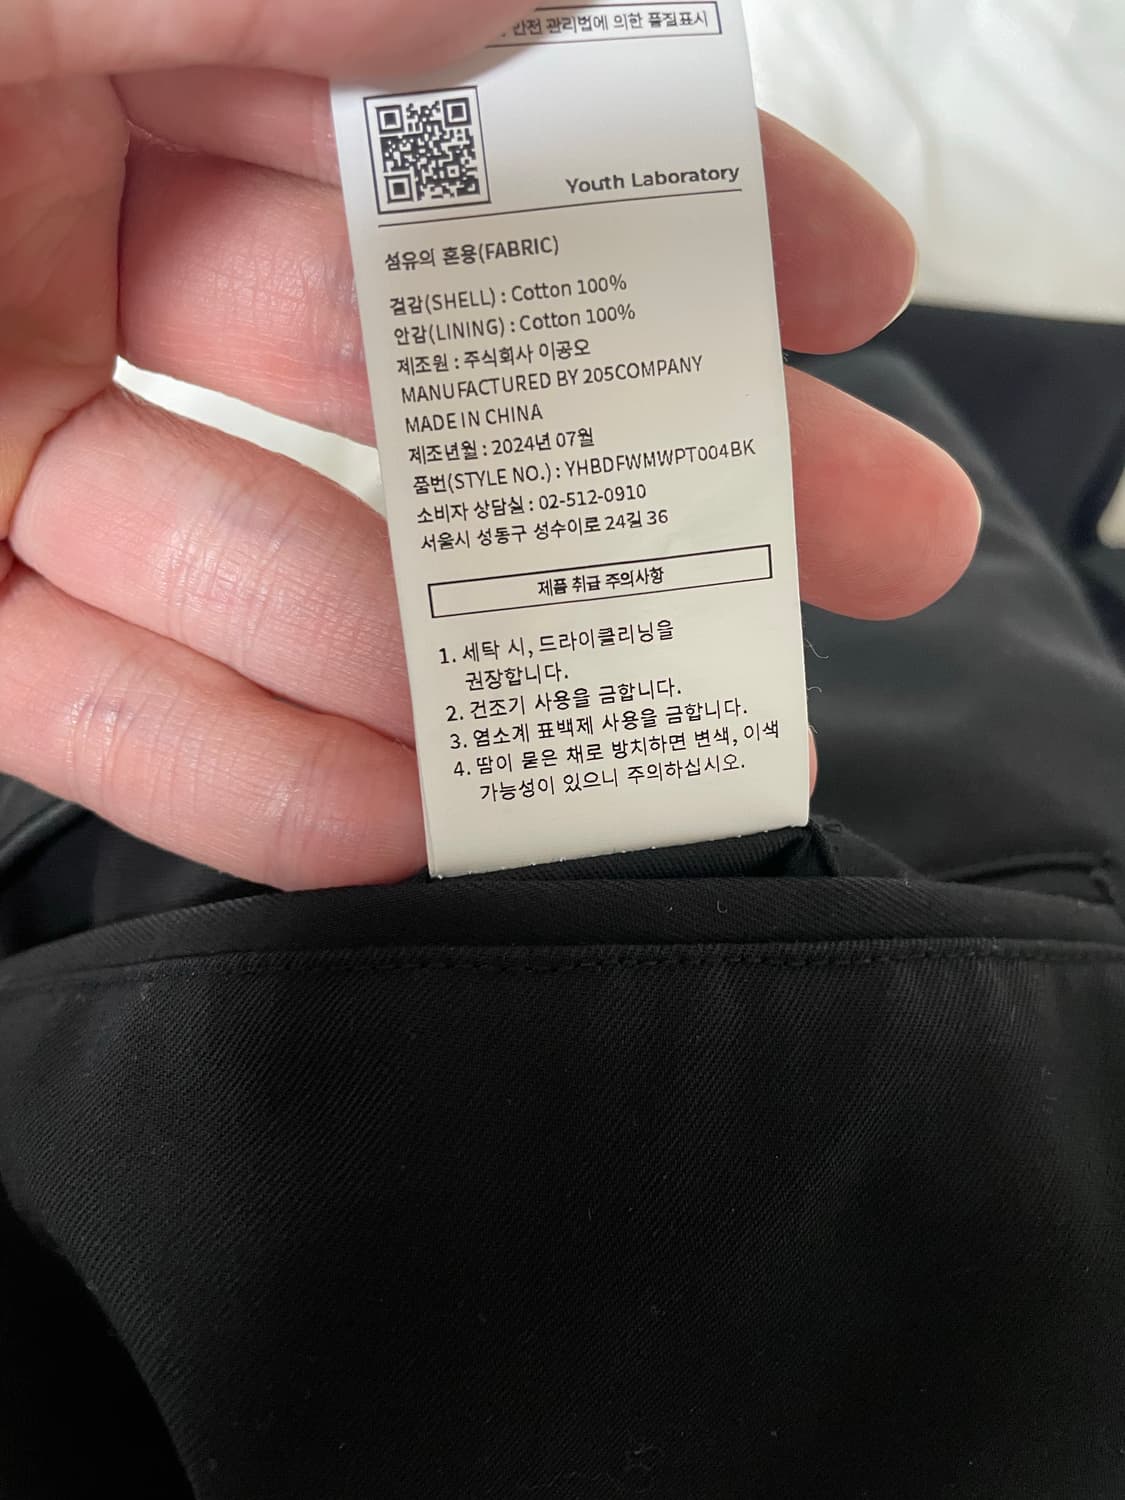 안전 관리법에 의한 품질표시
Youth Laboratory
섬유의 혼용(FABRIC)
겉감(SHELL) : Cotton 100%
안감(LINING) : Cotton 100%
제조원 : 주식회사 이공오
MANUFACTURED BY 205COMPANY
MADE IN CHINA
제조년월 : 2024년 07월
품번(STYLE NO.) : YHBDFWMWPT004BK
소비자 상담실 : 02-512-0910
서울시 성동구 성수이로 24길 36
제품 취급 주의사항
1. 세탁 시, 드라이클리닝을
권장합니다.
2. 건조기 사용을 금합니다.
3. 염소계 표백제 사용을 금합니다.
4. 땀이 묻은 채로 방치하면 변색, 이색
가능성이 있으니 주의하십시오.